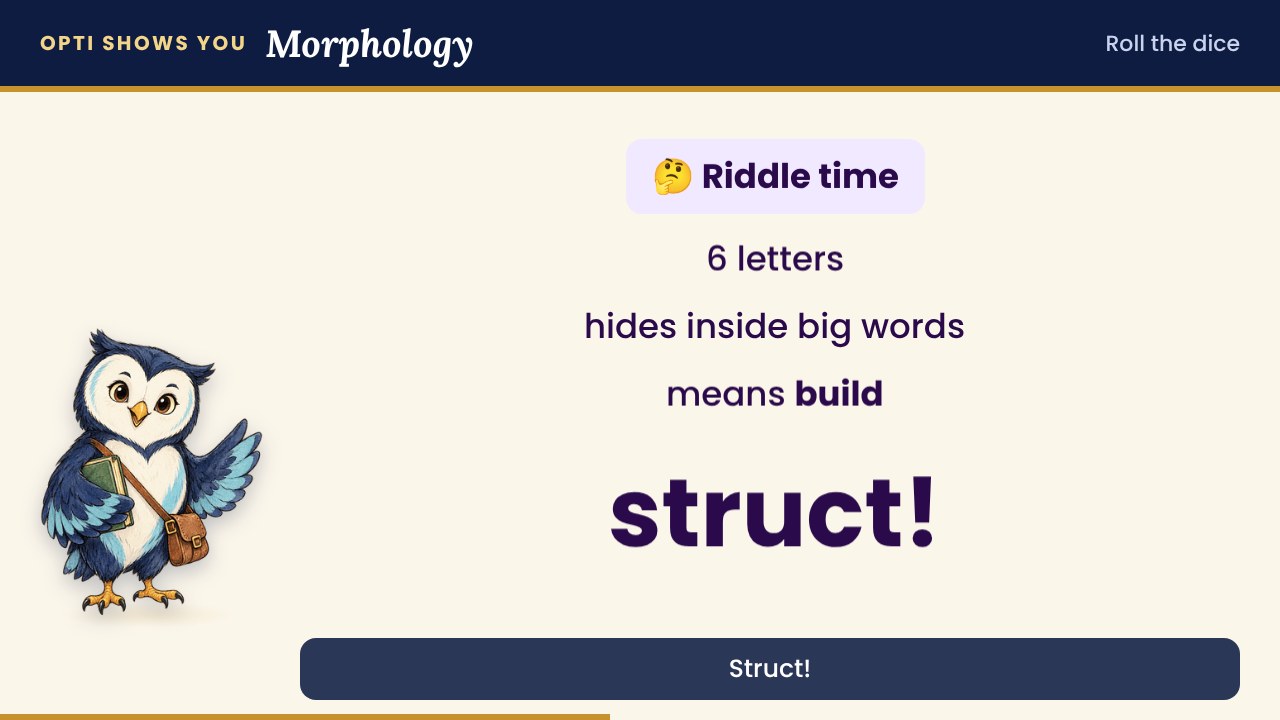 OPTI SHOWS YOU Morphology
Roll the dice
🤔 Riddle time
6 letters
hides inside big words
means build
struct!
Struct!